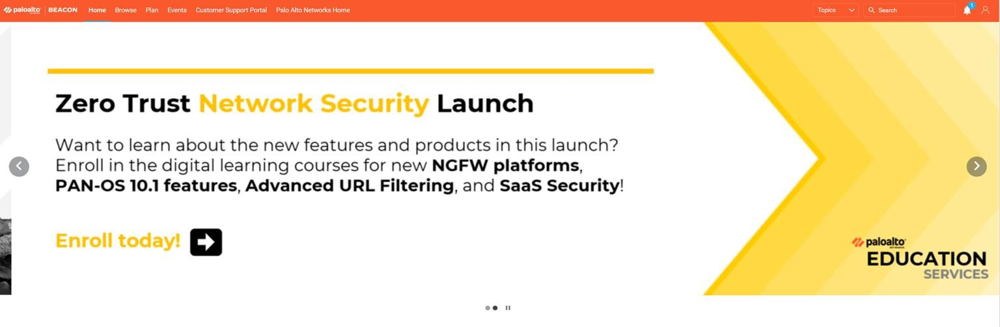 paloalto NETWORKS BEACON Home Browse Plan Events Customer Support Portal Palo Alto Networks Home Topics Search 1
Zero Trust Network Security Launch
Want to learn about the new features and products in this launch?
Enroll in the digital learning courses for new NGFW platforms,
PAN-OS 10.1 features, Advanced URL Filtering, and SaaS Security!
Enroll today!
paloalto
NETWORKS
EDUCATION
SERVICES